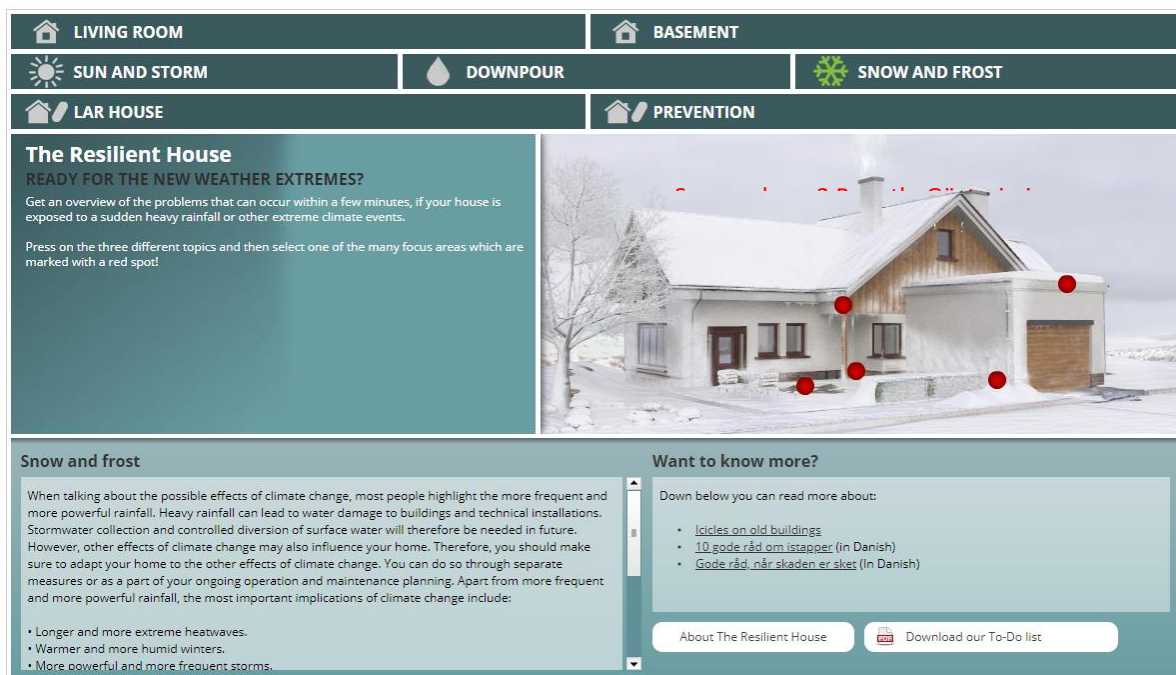 LIVING ROOM
BASEMENT
SUN AND STORM
DOWNPOUR
SNOW AND FROST
LAR HOUSE
PREVENTION
The Resilient House
READY FOR THE NEW WEATHER EXTREMES?
Get an overview of the problems that can occur within a few minutes, if your house is
exposed to a sudden heavy rainfall or other extreme climate events.
Press on the three different topics and then select one of the many focus areas which are
marked with a red spot!
Snow and frost
When talking about the possible effects of climate change, most people highlight the more frequent and
more powerful rainfall. Heavy rainfall can lead to water damage to buildings and technical installations.
Stormwater collection and controlled diversion of surface water will therefore be needed in future.
However, other effects of climate change may also influence your home. Therefore, you should make
sure to adapt your home to the other effects of climate change. You can do so through separate
measures or as a part of your ongoing operation and maintenance planning. Apart from more frequent
and more powerful rainfall, the most important implications of climate change include:
• Longer and more extreme heatwaves.
• Warmer and more humid winters.
• More powerful and more frequent storms.
Want to know more?
Down below you can read more about:
• Icicles on old buildings
• 10 gode råd om istapper (in Danish)
• Gode råd, når skaden er sket (In Danish)
About The Resilient House
PDF
Download our To-Do list